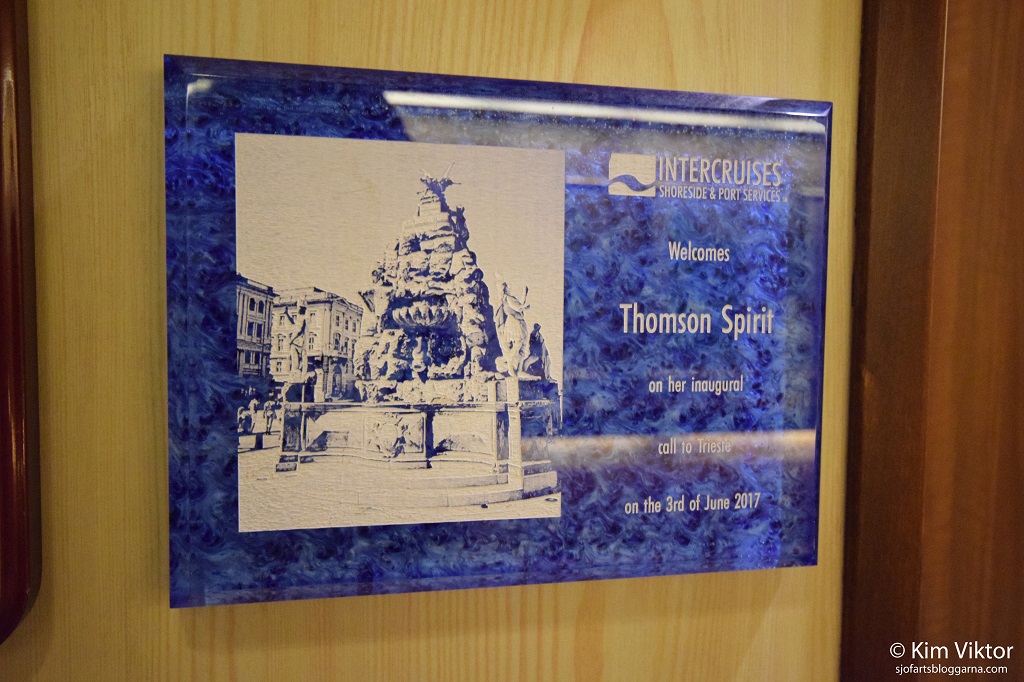 INTERCRUISES
SHORESIDE & PORT SERVICES
Welcomes
Thomson Spirit
on her inaugural
call to Trieste
on the 3rd of June 2017
© Kim Viktor
sjofartsbloggarna.com